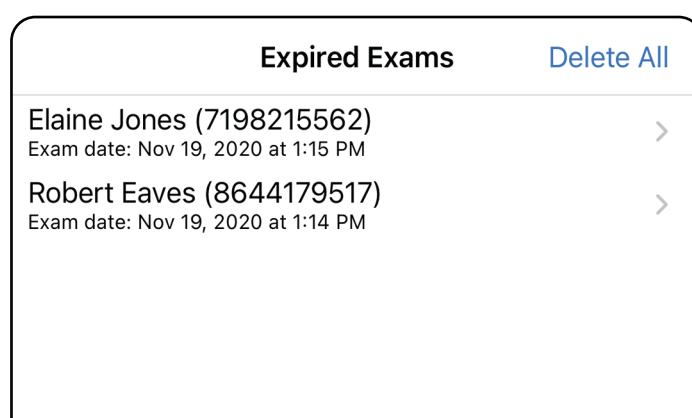 Expired Exams
Delete All
Elaine Jones (7198215562)
Exam date: Nov 19, 2020 at 1:15 PM
Robert Eaves (8644179517)
Exam date: Nov 19, 2020 at 1:14 PM